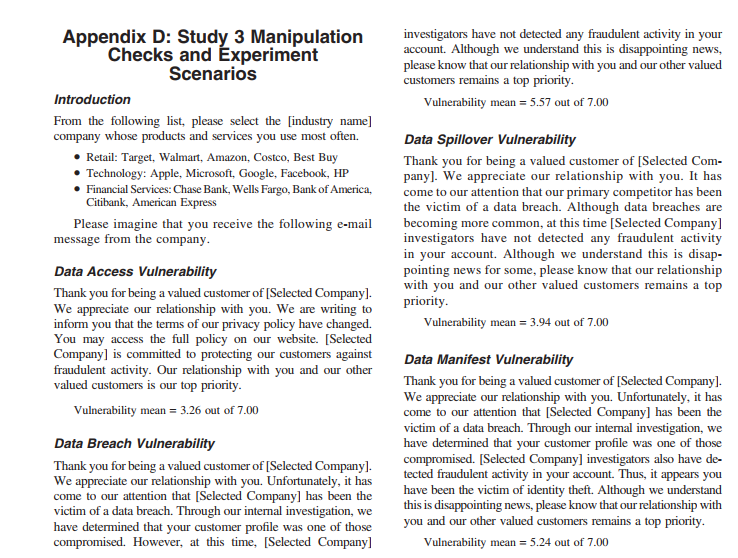 Appendix D: Study 3 Manipulation
Checks and Experiment
Scenarios
Introduction
From the following list, please select the [industry name]
company whose products and services you use most often.
• Retail: Target, Walmart, Amazon, Costco, Best Buy
• Technology: Apple, Microsoft, Google, Facebook, HP
• Financial Services: Chase Bank, Wells Fargo, Bank of America,
Citibank, American Express
Please imagine that you receive the following e-mail
message from the company.
Data Access Vulnerability
Thank you for being a valued customer of [Selected Company].
We appreciate our relationship with you. We are writing to
inform you that the terms of our privacy policy have changed.
You may access the full policy on our website. [Selected
Company] is committed to protecting our customers against
fraudulent activity. Our relationship with you and our other
valued customers is our top priority.
Vulnerability mean = 3.26 out of 7.00
Data Breach Vulnerability
Thank you for being a valued customer of [Selected Company].
We appreciate our relationship with you. Unfortunately, it has
come to our attention that [Selected Company] has been the
victim of a data breach. Through our internal investigation, we
have determined that your customer profile was one of those
compromised. However, at this time, [Selected Company]
investigators have not detected any fraudulent activity in your
account. Although we understand this is disappointing news,
please know that our relationship with you and our other valued
customers remains a top priority.
Vulnerability mean = 5.57 out of 7.00
Data Spillover Vulnerability
Thank you for being a valued customer of [Selected Com-
pany]. We appreciate our relationship with you. It has
come to our attention that our primary competitor has been
the victim of a data breach. Although data breaches are
becoming more common, at this time [Selected Company]
investigators have not detected any fraudulent activity
in your account. Although we understand this is disap-
pointing news for some, please know that our relationship
with you and our other valued customers remains a top
priority.
Vulnerability mean = 3.94 out of 7.00
Data Manifest Vulnerability
Thank you for being a valued customer of [Selected Company].
We appreciate our relationship with you. Unfortunately, it has
come to our attention that [Selected Company] has been the
victim of a data breach. Through our internal investigation, we
have determined that your customer profile was one of those
compromised. [Selected Company] investigators also have de-
tected fraudulent activity in your account. Thus, it appears you
have been the victim of identity theft. Although we understand
this is disappointing news, please know that our relationship with
you and our other valued customers remains a top priority.
Vulnerability mean = 5.24 out of 7.00